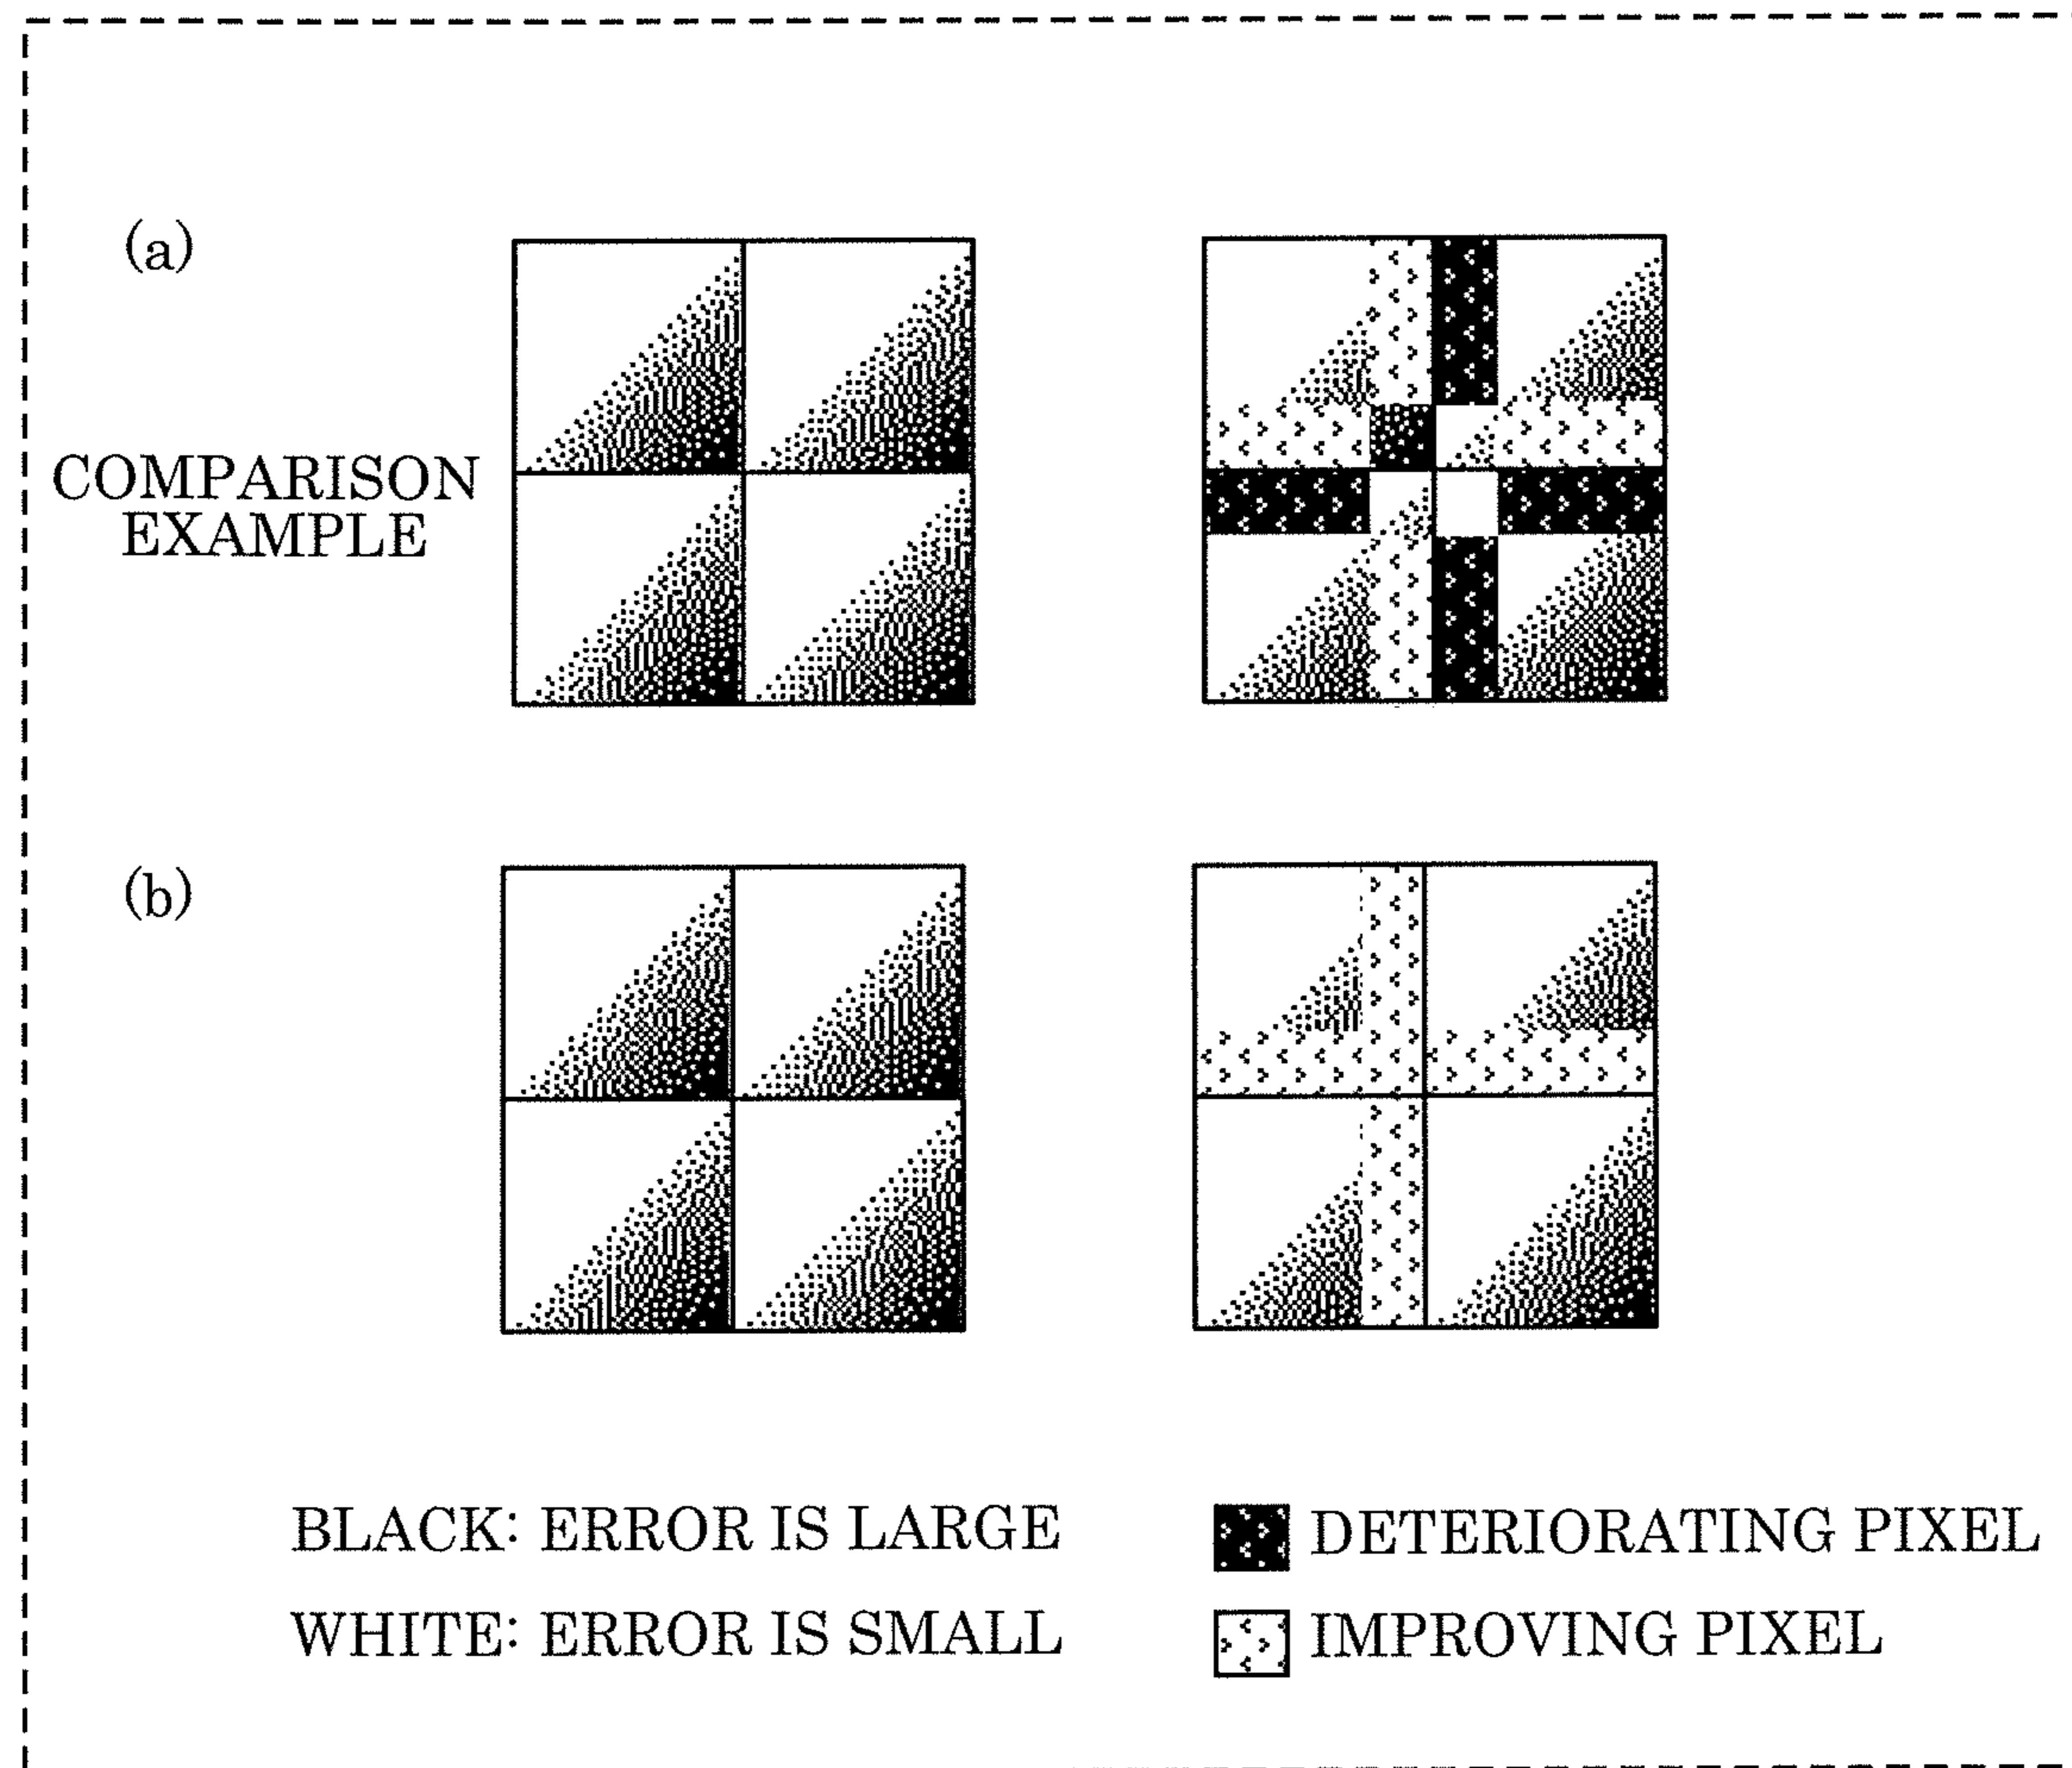 (a)
COMPARISON
EXAMPLE
(b)
BLACK: ERROR IS LARGE
DETERIORATING PIXEL
WHITE: ERROR IS SMALL
IMPROVING PIXEL